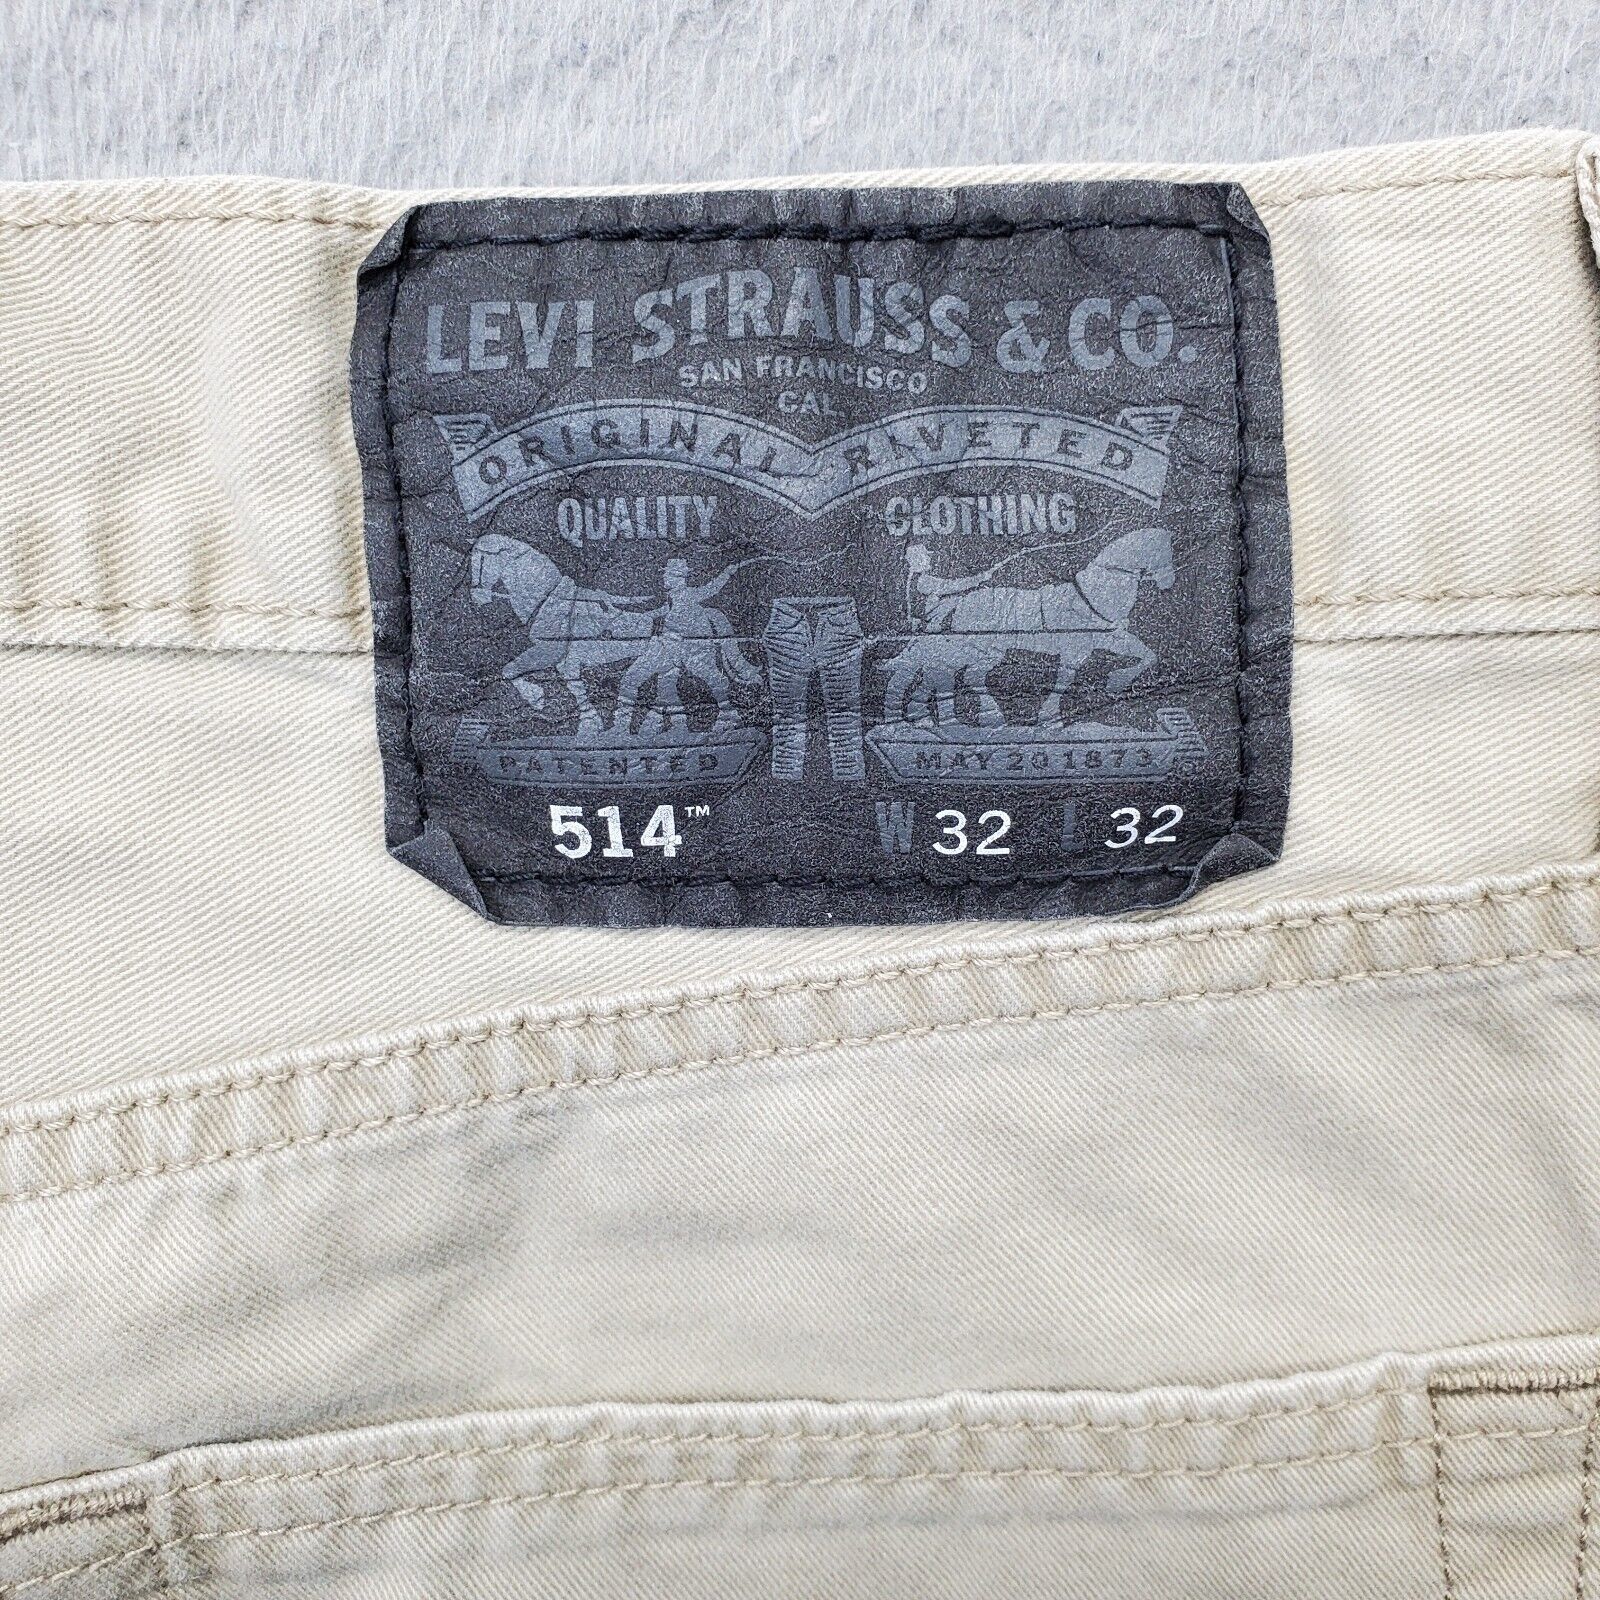 LEVI STRAUSS & CO.
SAN FRANCISCO
CAL
ORIGINAL RIVETED
QUALITY CLOTHING
PATENTED MAY 20 1873
514™ W 32 L 32